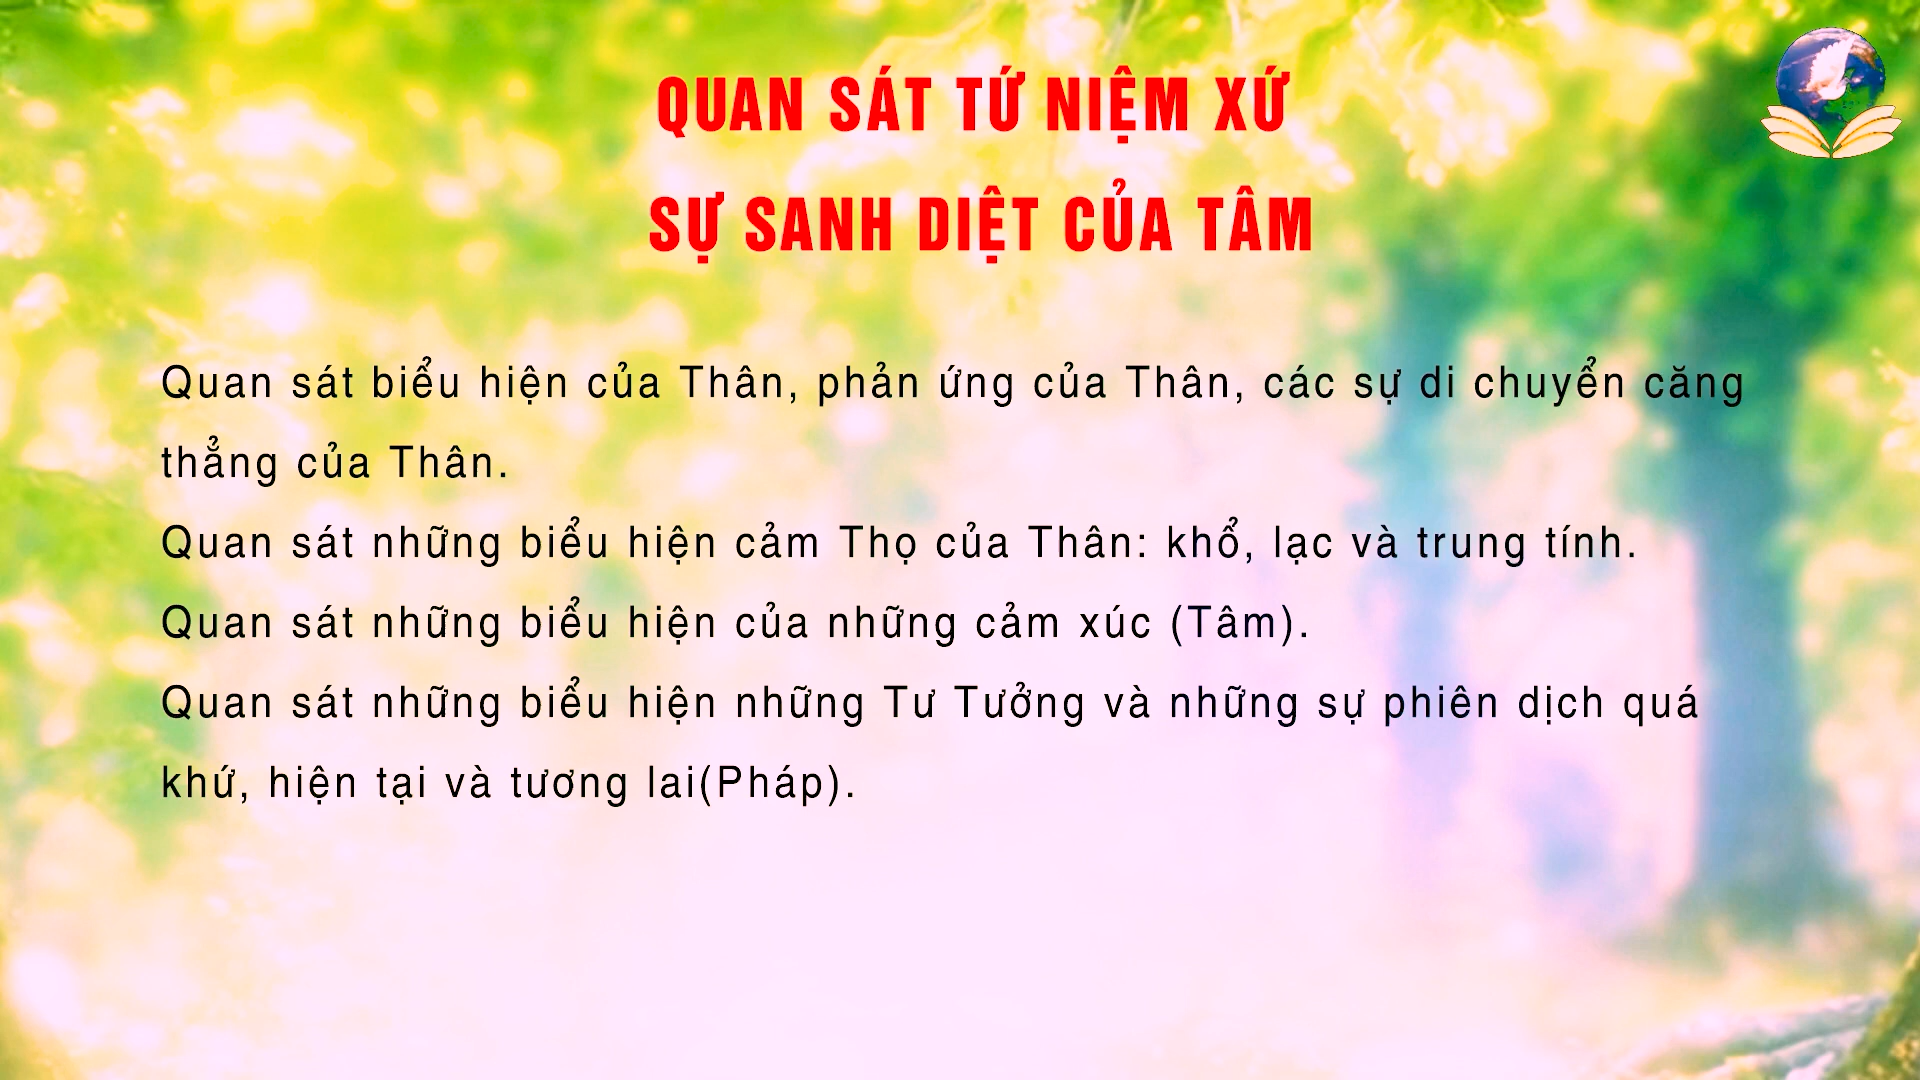 QUAN SÁT TỨ NIỆM XỨ
SỰ SANH DIỆT CỦA TÂM
Quan sát biểu hiện của Thân, phản ứng của Thân, các sự di chuyển căng
thẳng của Thân.
Quan sát những biểu hiện cảm Thọ của Thân: khổ, lạc và trung tính.
Quan sát những biểu hiện của những cảm xúc (Tâm).
Quan sát những biểu hiện những Tư Tưởng và những sự phiên dịch quá
khứ, hiện tại và tương lai(Pháp).